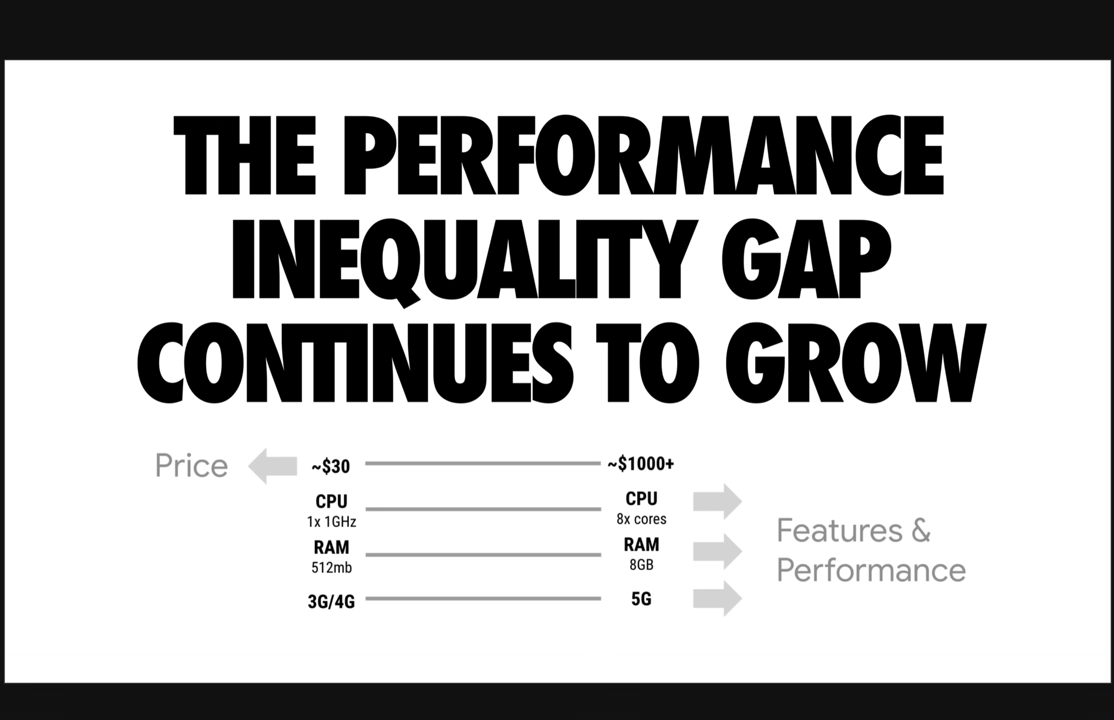 THE PERFORMANCE
INEQUALITY GAP
CONTINUES TO GROW
Price
~$30
~$1000+
CPU
1x 1GHz
CPU
8x cores
RAM
512mb
RAM
8GB
3G/4G
5G
Features &
Performance